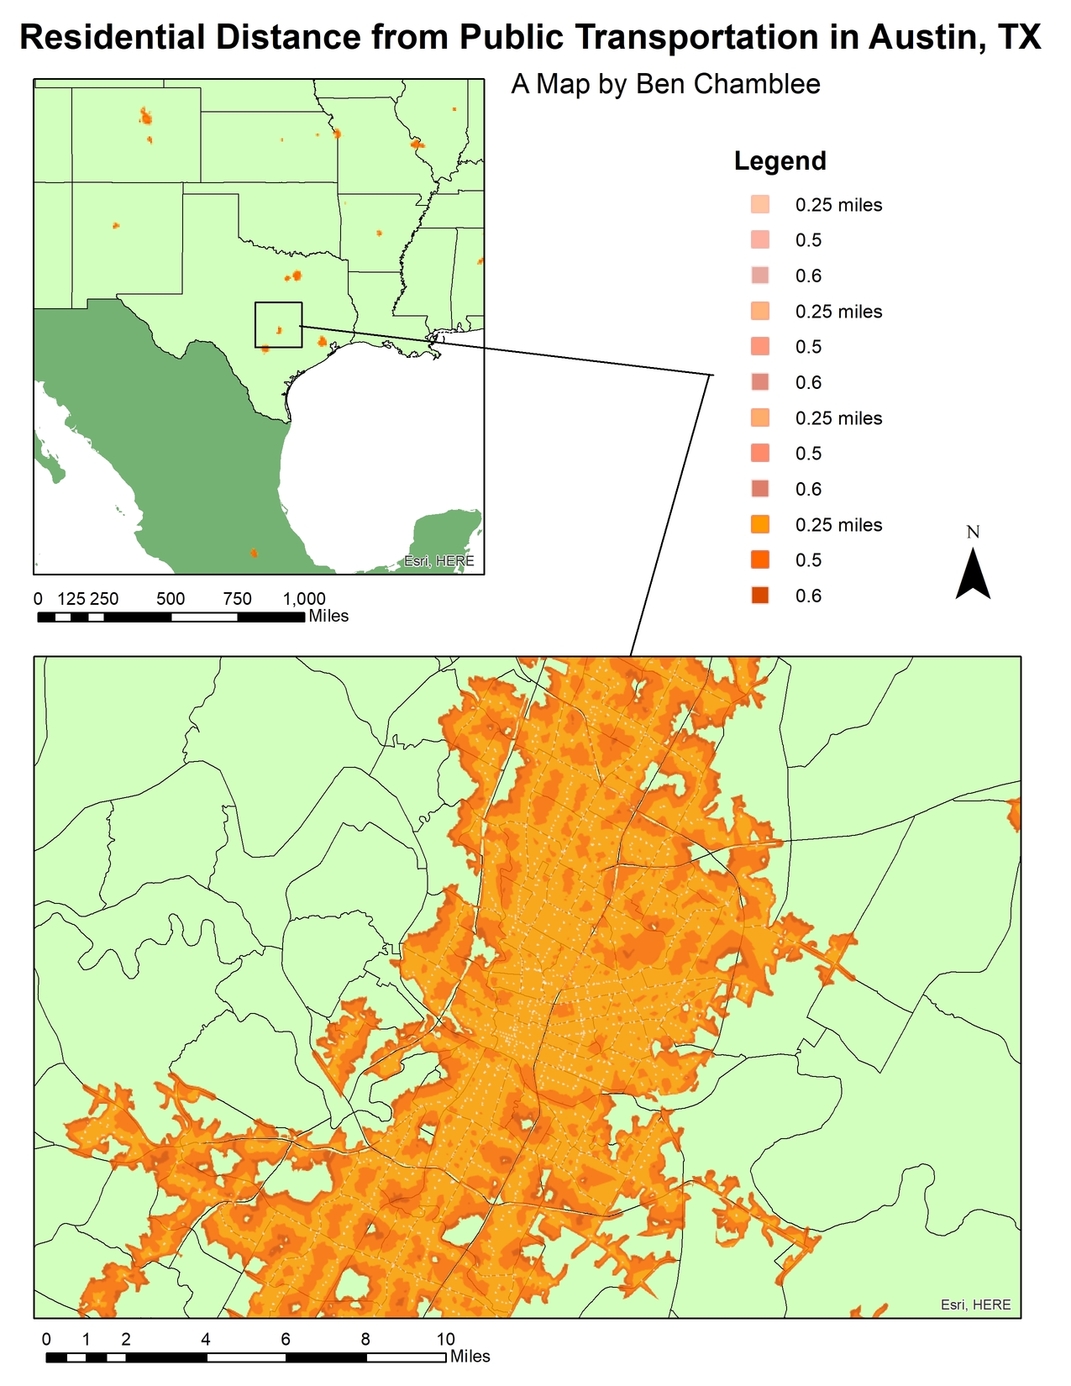 Residential Distance from Public Transportation in Austin, TX
A Map by Ben Chamblee
Esri, HERE
0 125 250 500 750 1,000
Miles
Legend
0.25 miles
0.5
0.6
0.25 miles
0.5
0.6
0.25 miles
0.5
0.6
0.25 miles
0.5
0.6
N
Esri, HERE
0 1 2 4 6 8 10
Miles